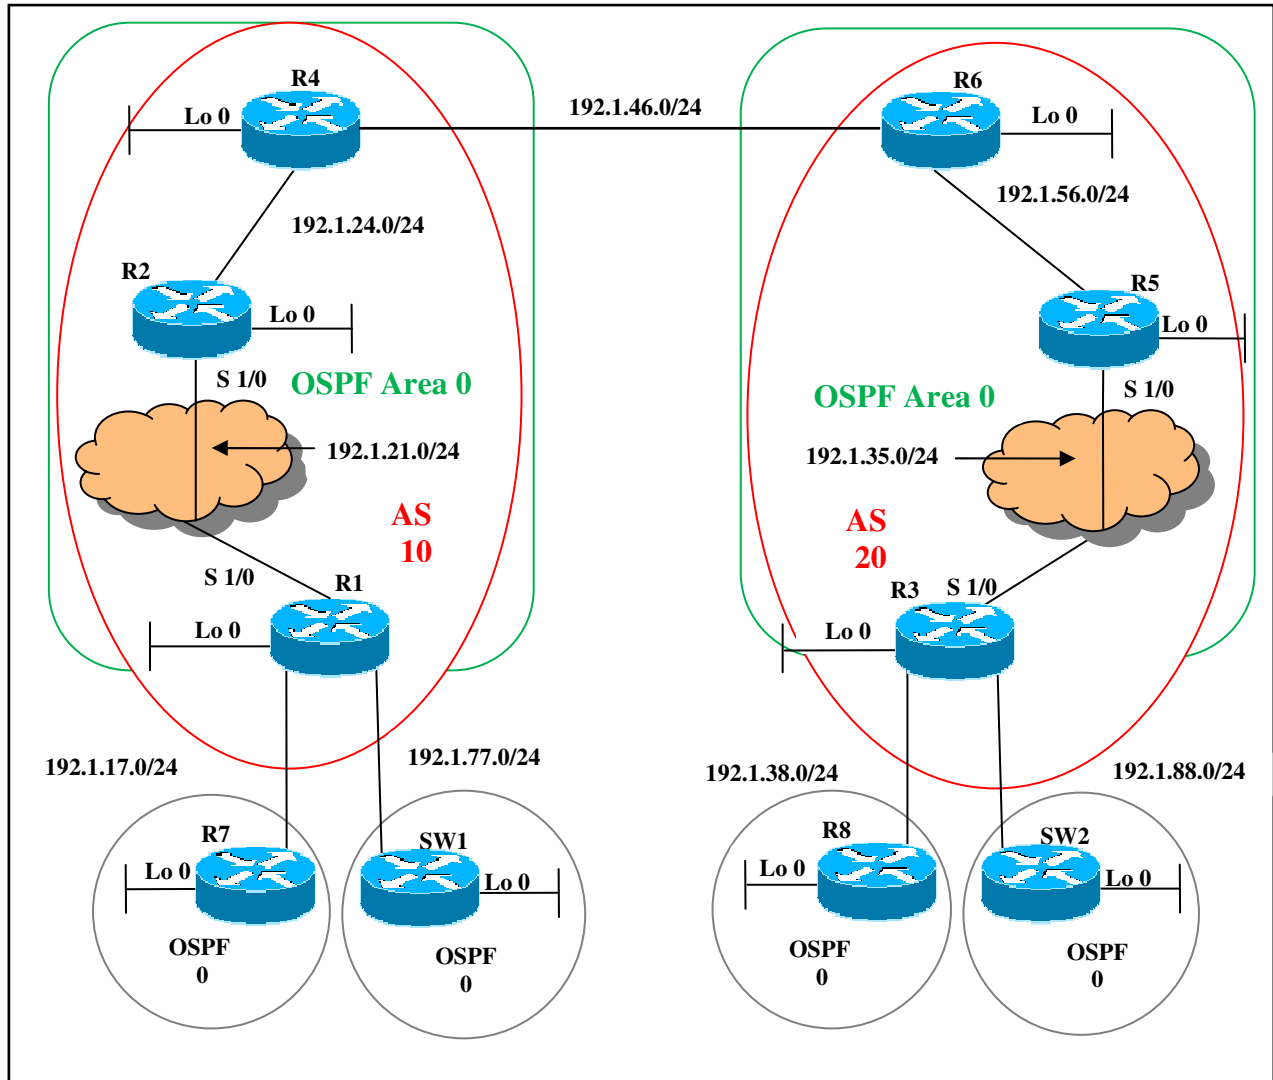 R4
R6
192.1.46.0/24
Lo 0
Lo 0
192.1.56.0/24
192.1.24.0/24
R2
R5
Lo 0
Lo 0
S 1/0
OSPF Area 0
S 1/0
OSPF Area 0
192.1.21.0/24
192.1.35.0/24
AS
10
AS
20
S 1/0
R1
R3
S 1/0
Lo 0
Lo 0
192.1.17.0/24
192.1.77.0/24
192.1.38.0/24
192.1.88.0/24
R7
SW1
R8
SW2
Lo 0
Lo 0
Lo 0
Lo 0
OSPF
0
OSPF
0
OSPF
0
OSPF
0